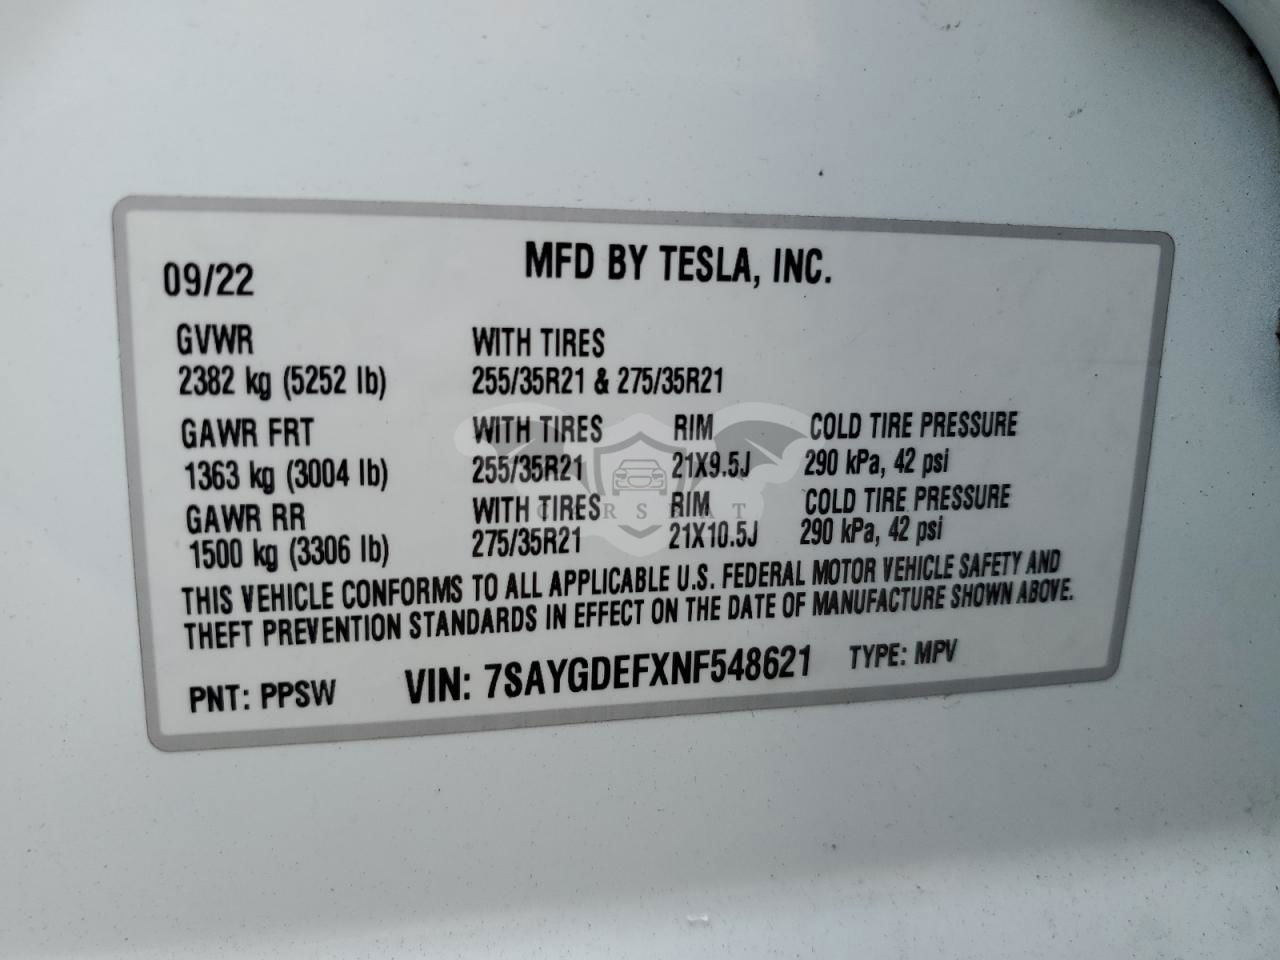 MFD BY TESLA, INC.
09/22
GVWR WITH TIRES
2382 kg (5252 lb) 255/35R21 & 275/35R21
GAWR FRT WITH TIRES RIM COLD TIRE PRESSURE
1363 kg (3004 lb) 255/35R21 21X9.5J 290 kPa, 42 psi
GAWR RR WITH TIRES RIM COLD TIRE PRESSURE
1500 kg (3306 lb) 275/35R21 21X10.5J 290 kPa, 42 psi
THIS VEHICLE CONFORMS TO ALL APPLICABLE U.S. FEDERAL MOTOR VEHICLE SAFETY AND
THEFT PREVENTION STANDARDS IN EFFECT ON THE DATE OF MANUFACTURE SHOWN ABOVE.
PNT: PPSW VIN: 7SAYGDEFXNF548621 TYPE: MPV